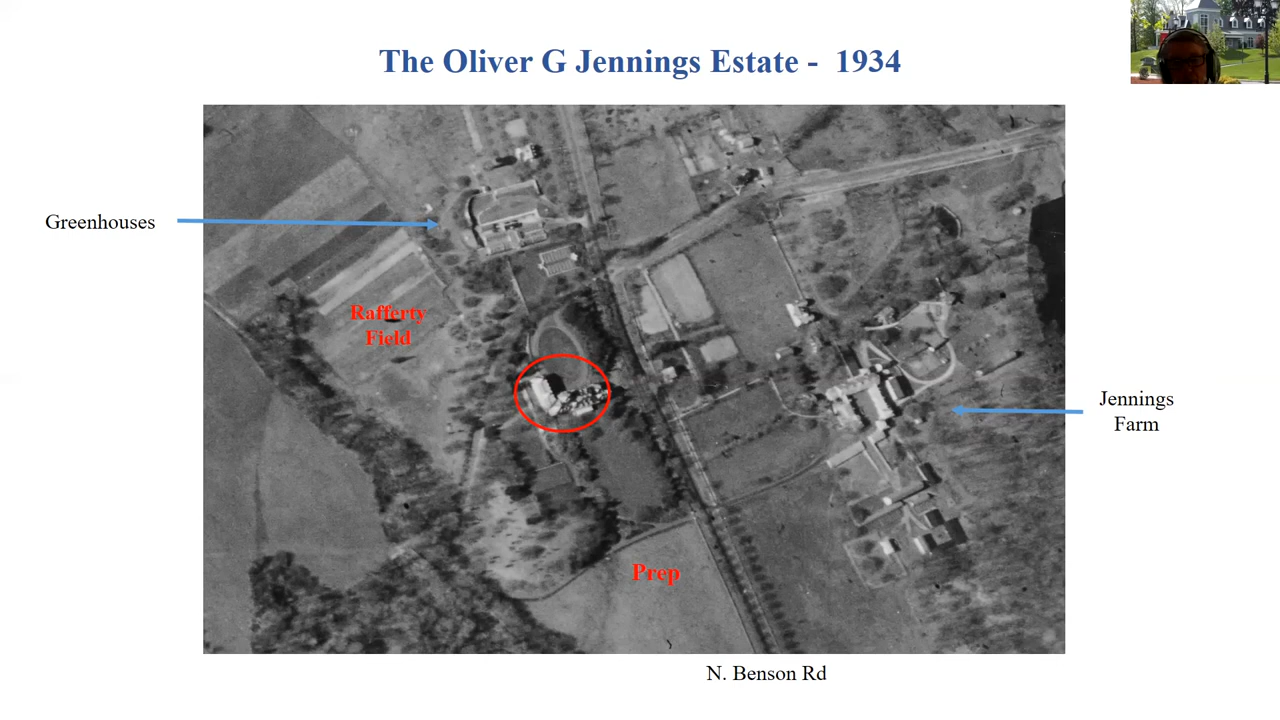 The Oliver G Jennings Estate - 1934
Greenhouses
Rafferty
Field
Jennings
Farm
Prep
N. Benson Rd